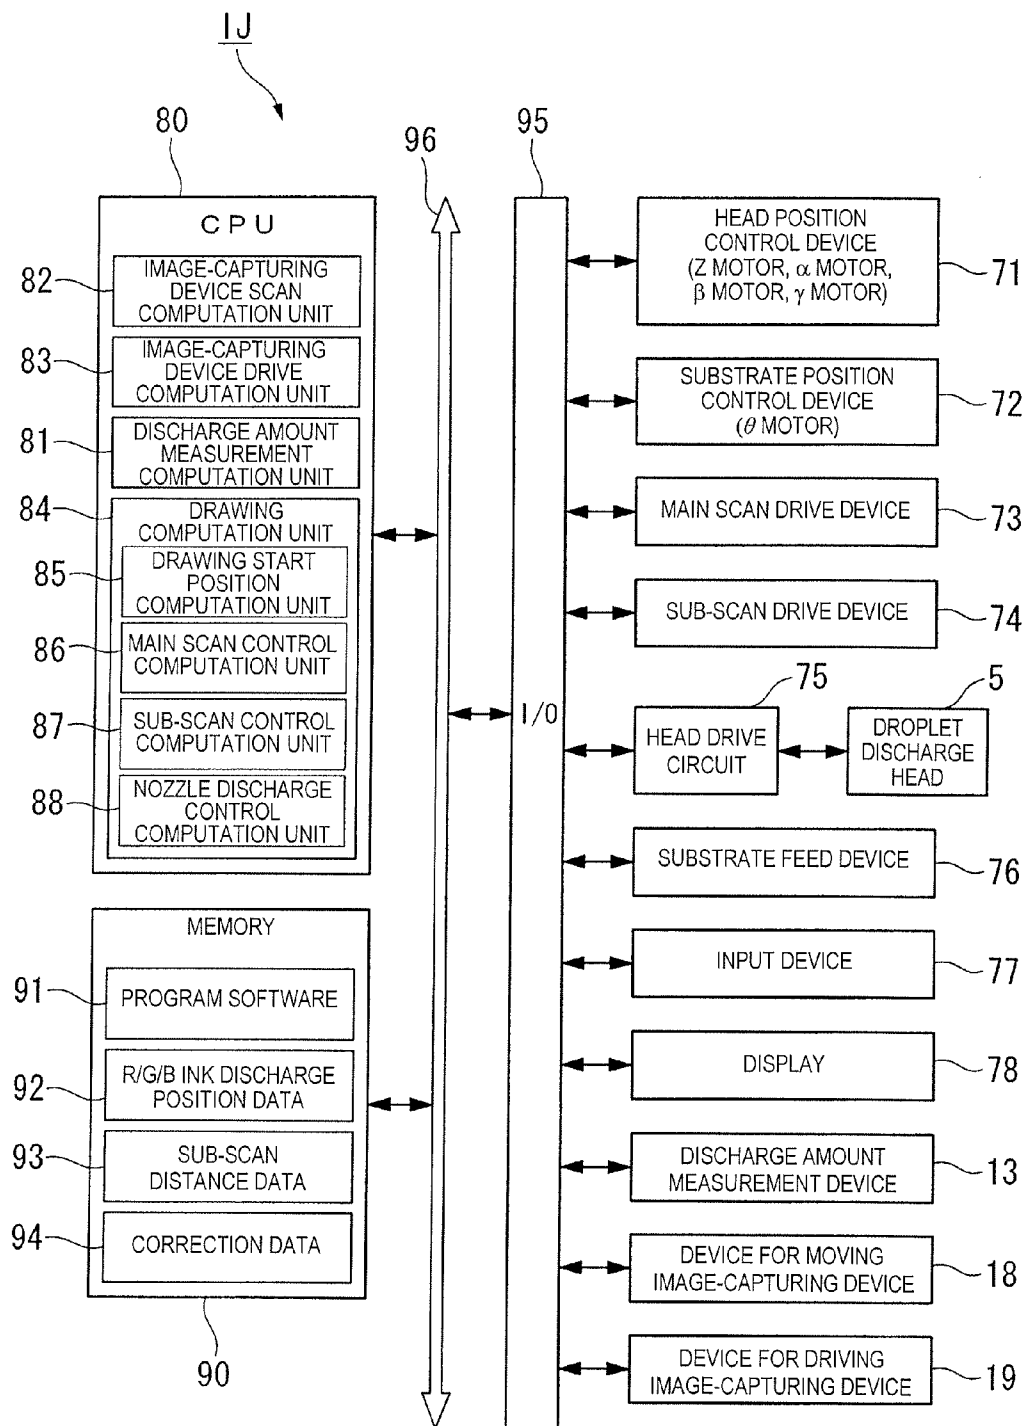 IJ
80
96
95
CPU
82
IMAGE-CAPTURING
DEVICE SCAN
COMPUTATION UNIT
83
IMAGE-CAPTURING
DEVICE DRIVE
COMPUTATION UNIT
81
DISCHARGE AMOUNT
MEASUREMENT
COMPUTATION UNIT
84
DRAWING
COMPUTATION UNIT
85
DRAWING START
POSITION
COMPUTATION UNIT
86
MAIN SCAN CONTROL
COMPUTATION UNIT
87
SUB-SCAN CONTROL
COMPUTATION UNIT
88
NOZZLE DISCHARGE
CONTROL
COMPUTATION UNIT
MEMORY
91
PROGRAM SOFTWARE
92
R/G/B INK DISCHARGE
POSITION DATA
93
SUB-SCAN
DISTANCE DATA
94
CORRECTION DATA
90
I/O
HEAD POSITION
CONTROL DEVICE
(Z MOTOR, α MOTOR,
β MOTOR, γ MOTOR)
71
SUBSTRATE POSITION
CONTROL DEVICE
(θ MOTOR)
72
MAIN SCAN DRIVE DEVICE
73
SUB-SCAN DRIVE DEVICE
74
75
HEAD DRIVE
CIRCUIT
5
DROPLET
DISCHARGE
HEAD
SUBSTRATE FEED DEVICE
76
INPUT DEVICE
77
DISPLAY
78
DISCHARGE AMOUNT
MEASUREMENT DEVICE
13
DEVICE FOR MOVING
IMAGE-CAPTURING DEVICE
18
DEVICE FOR DRIVING
IMAGE-CAPTURING DEVICE
19